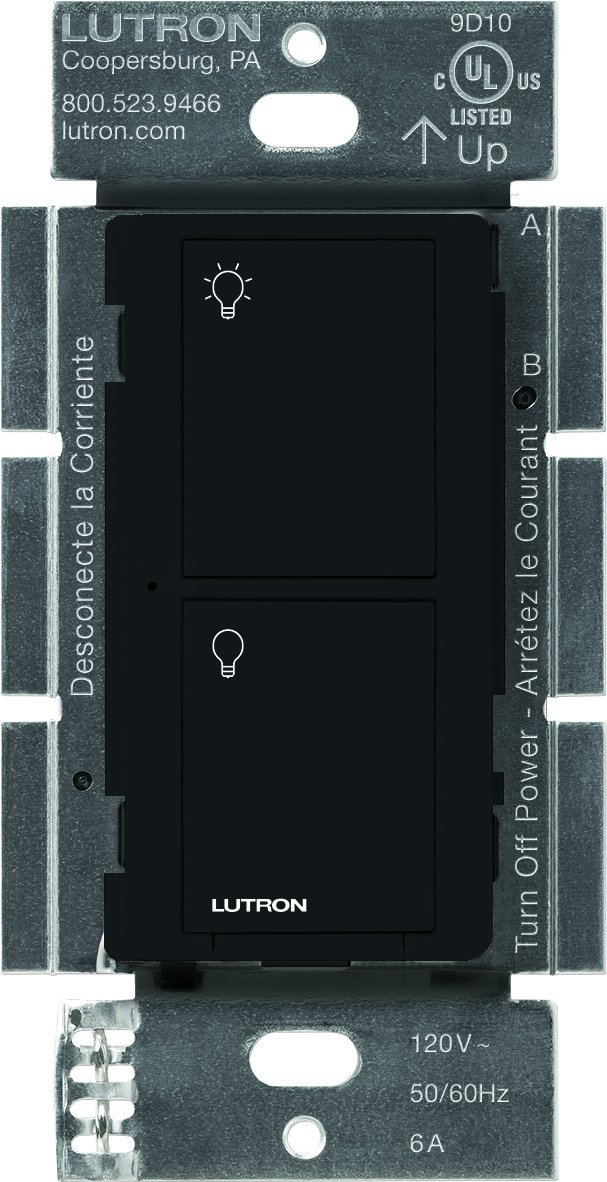 LUTRON
Coopersburg, PA
800.523.9466
lutron.com
9D10
C UL US
LISTED
Up
A
B
Desconecte la Corriente
Turn Off Power - Arrétez le Courant
LUTRON
120V~
50/60Hz
6A